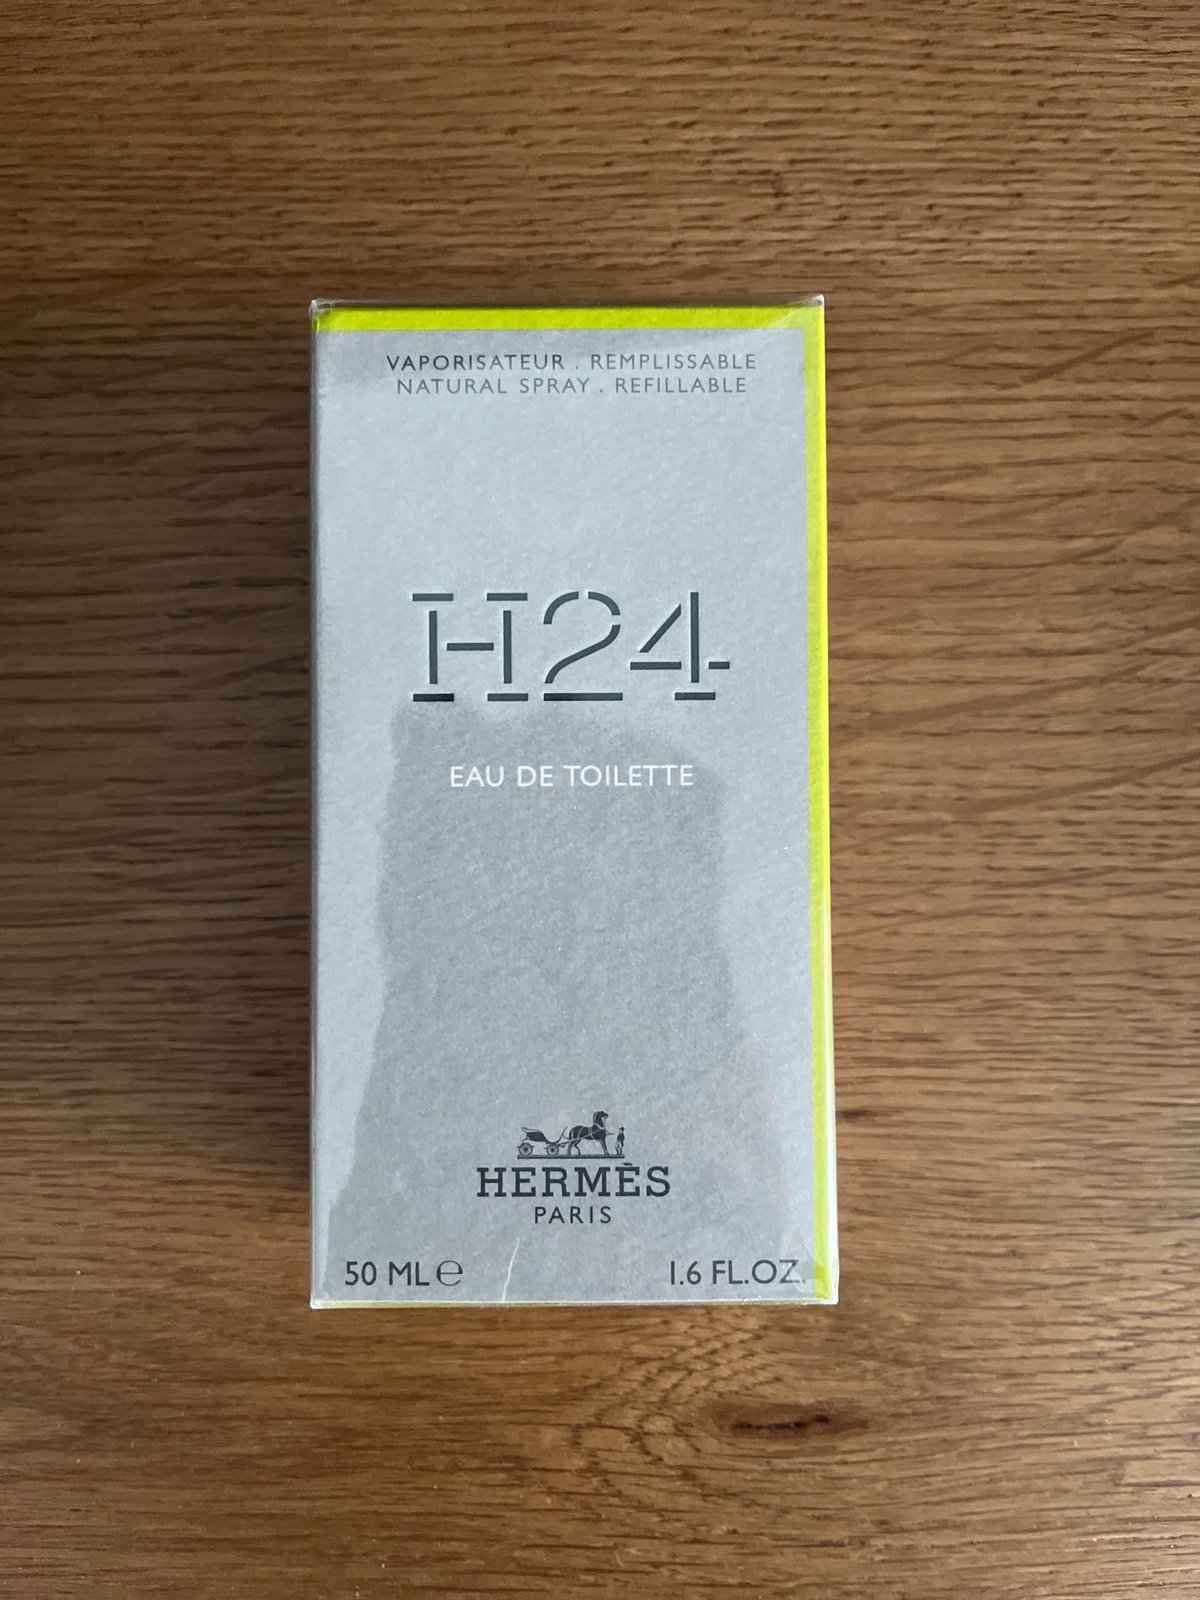 VAPORISATEUR . REMPLISSABLE
NATURAL SPRAY . REFILLABLE
H24
EAU DE TOILETTE
HERMÈS
PARIS
50 ML ℮ 1.6 FL.OZ.